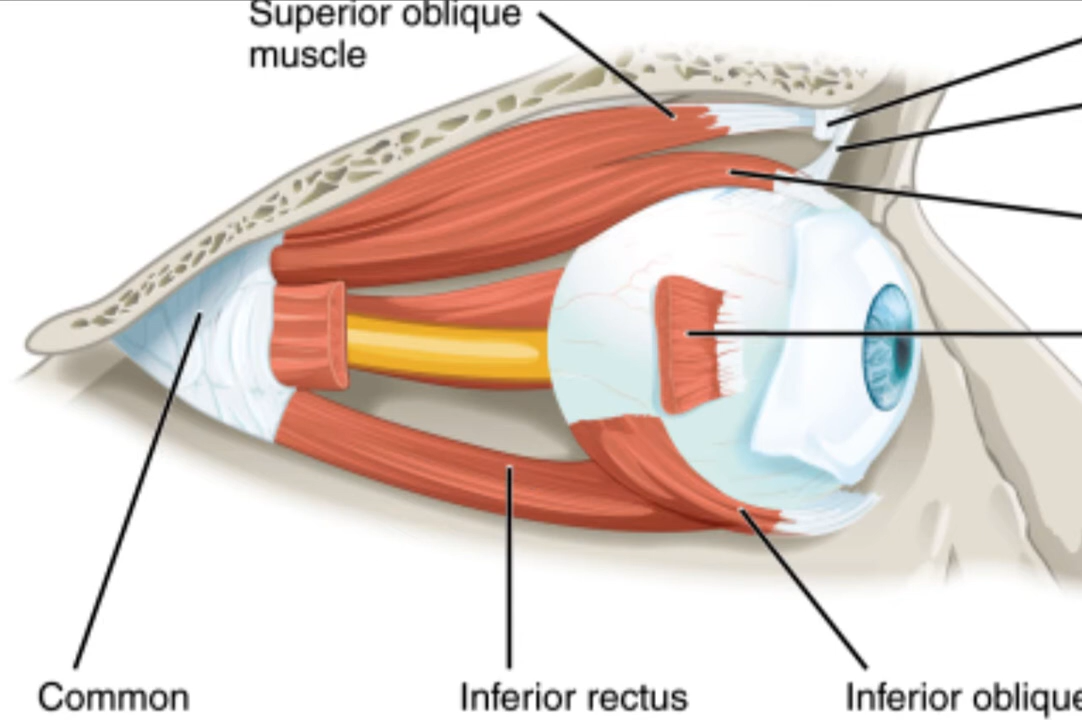 Superior oblique
muscle
Common
Inferior rectus
Inferior oblique